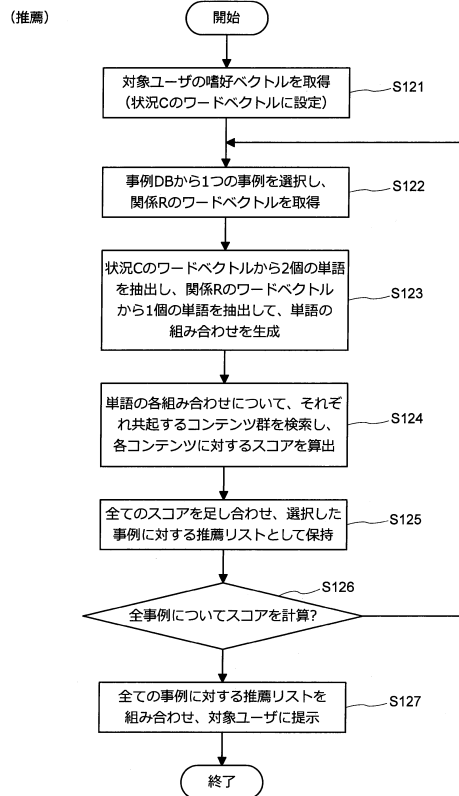 （推薦）
開始
対象ユーザの嗜好ベクトルを取得
（状況Cのワードベクトルに設定）
S121
事例DBから1つの事例を選択し、
関係Rのワードベクトルを取得
S122
状況Cのワードベクトルから2個の単語
を抽出し、関係Rのワードベクトル
から1個の単語を抽出して、単語の
組み合わせを生成
S123
単語の各組み合わせについて、それぞ
れ共起するコンテンツ群を検索し、
各コンテンツに対するスコアを算出
S124
全てのスコアを足し合わせ、選択した
事例に対する推薦リストとして保持
S125
S126
全事例についてスコアを計算?
全ての事例に対する推薦リストを
組み合わせ、対象ユーザに提示
S127
終了